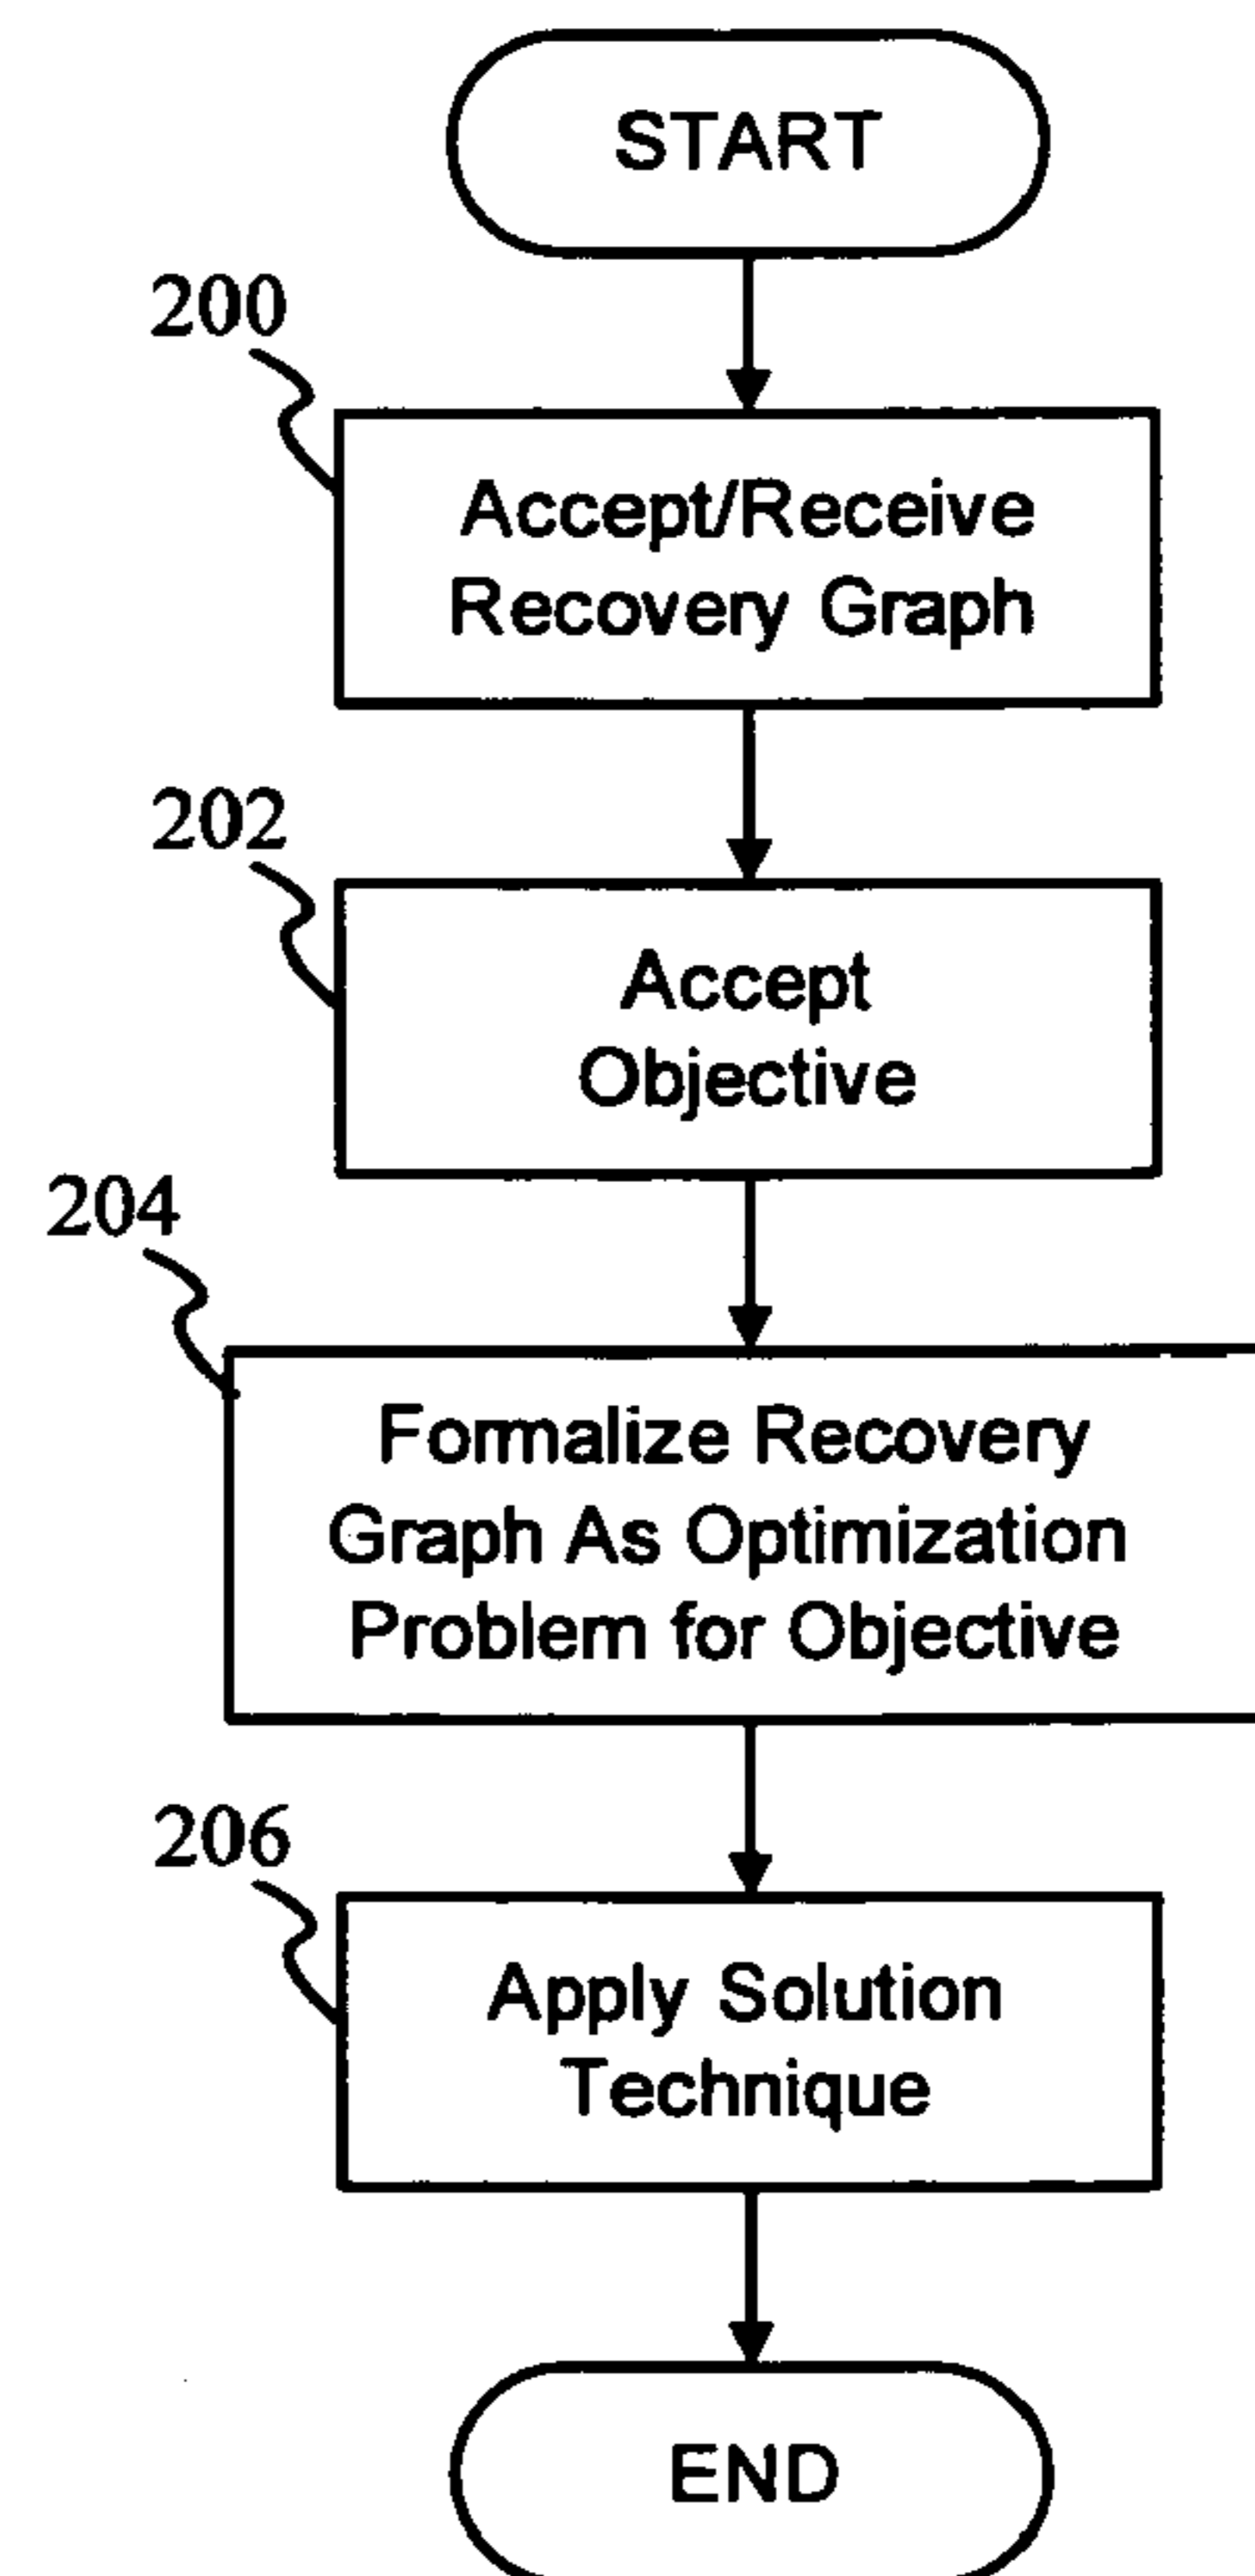 START
200
Accept/Receive
Recovery Graph
202
Accept
Objective
204
Formalize Recovery
Graph As Optimization
Problem for Objective
206
Apply Solution
Technique
END